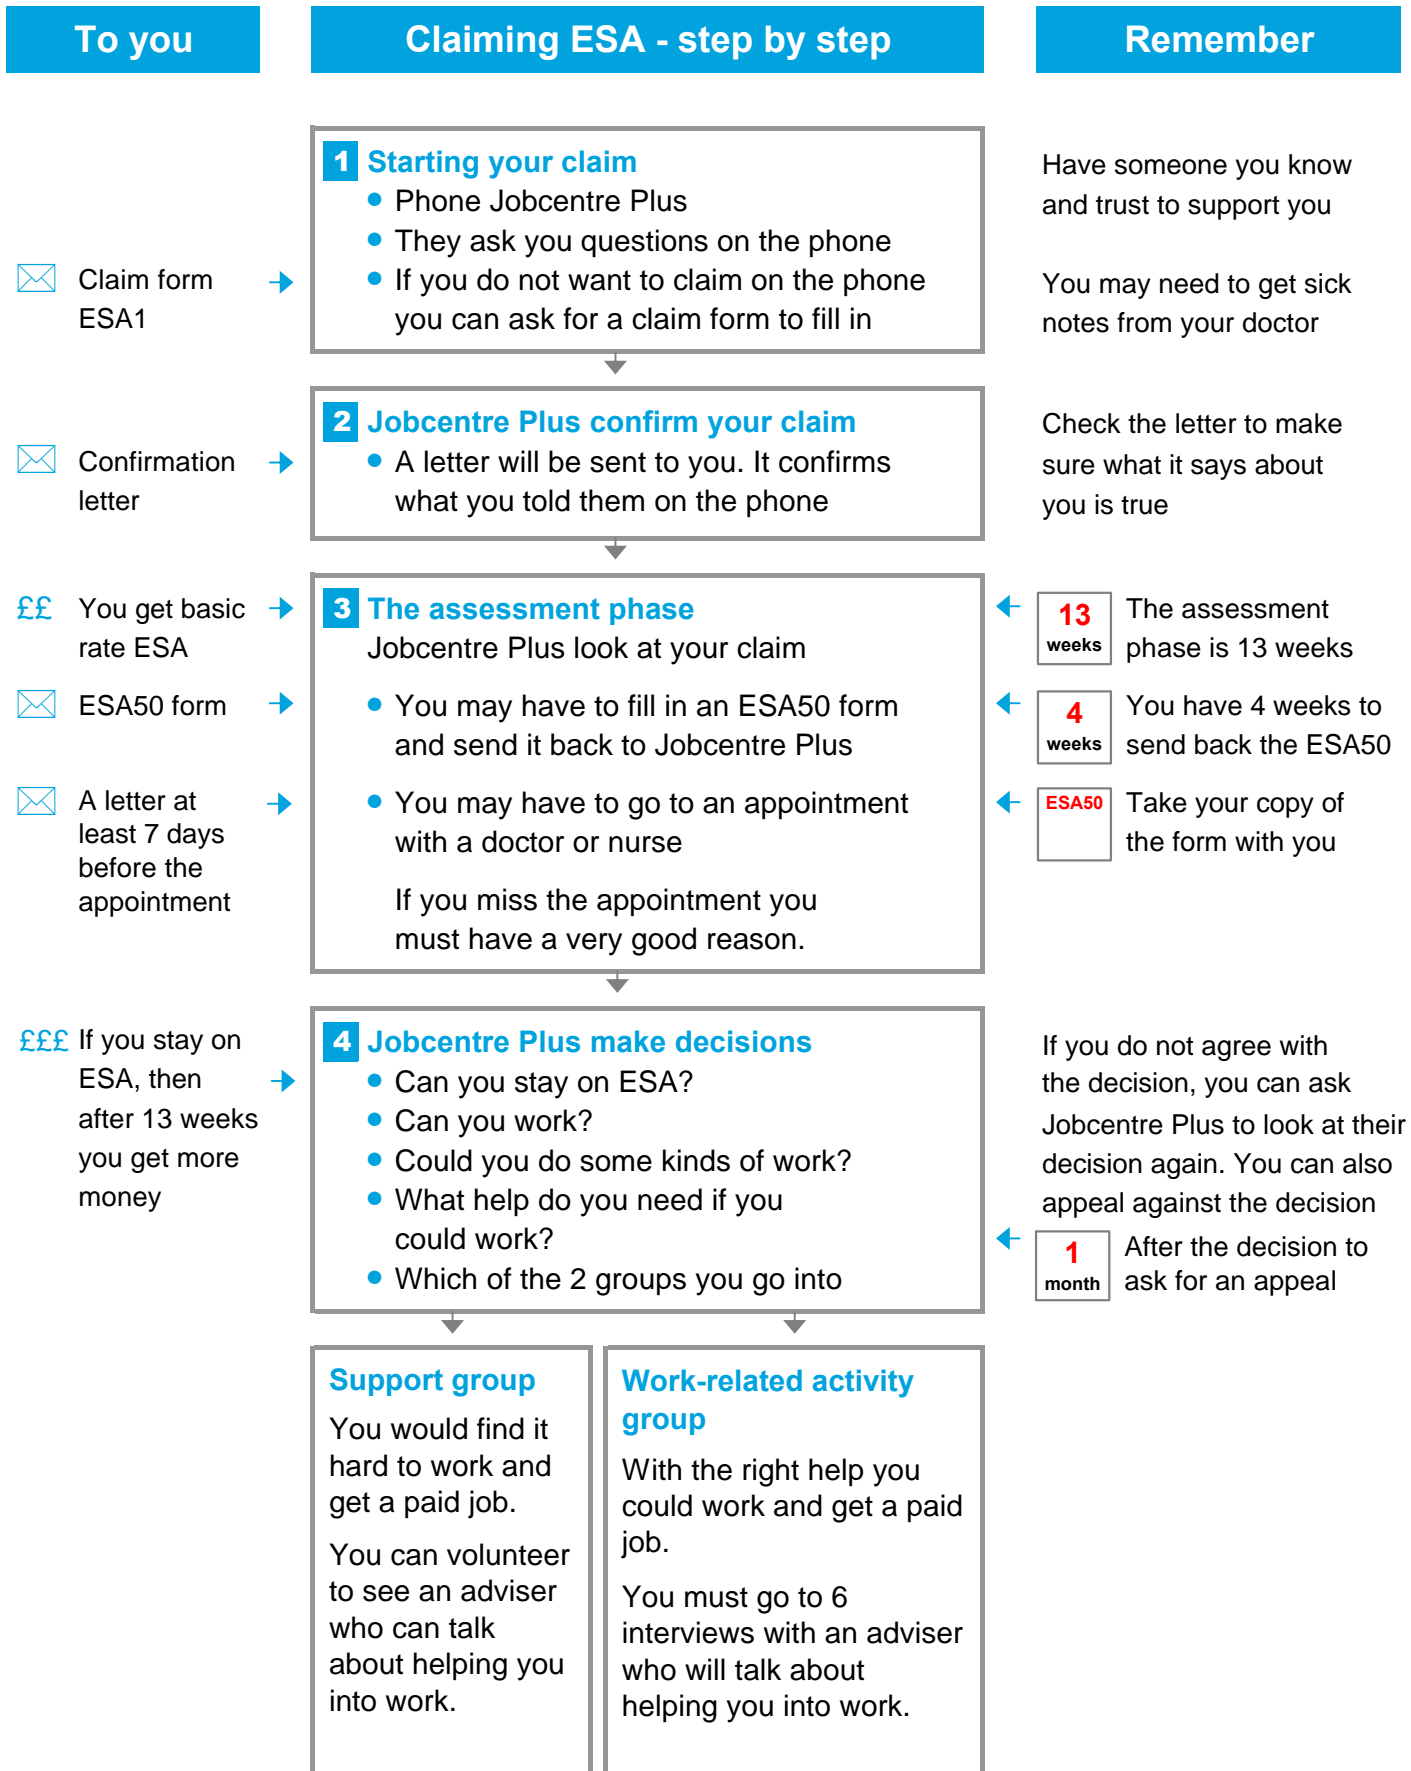 To you
Claiming ESA - step by step
Remember
1 Starting your claim
• Phone Jobcentre Plus
• They ask you questions on the phone
• If you do not want to claim on the phone
you can ask for a claim form to fill in
Claim form
ESA1
Have someone you know
and trust to support you
You may need to get sick
notes from your doctor
2 Jobcentre Plus confirm your claim
• A letter will be sent to you. It confirms
what you told them on the phone
Confirmation
letter
Check the letter to make
sure what it says about
you is true
3 The assessment phase
Jobcentre Plus look at your claim
££ You get basic
rate ESA
13
weeks
The assessment
phase is 13 weeks
ESA50 form
• You may have to fill in an ESA50 form
and send it back to Jobcentre Plus
4
weeks
You have 4 weeks to
send back the ESA50
A letter at
least 7 days
before the
appointment
• You may have to go to an appointment
with a doctor or nurse
If you miss the appointment you
must have a very good reason.
ESA50
Take your copy of
the form with you
£££ If you stay on
ESA, then
after 13 weeks
you get more
money
4 Jobcentre Plus make decisions
• Can you stay on ESA?
• Can you work?
• Could you do some kinds of work?
• What help do you need if you
could work?
• Which of the 2 groups you go into
If you do not agree with
the decision, you can ask
Jobcentre Plus to look at their
decision again. You can also
appeal against the decision
1
month
After the decision to
ask for an appeal
Support group
You would find it
hard to work and
get a paid job.
You can volunteer
to see an adviser
who can talk
about helping you
into work.
Work-related activity
group
With the right help you
could work and get a paid
job.
You must go to 6
interviews with an adviser
who will talk about
helping you into work.